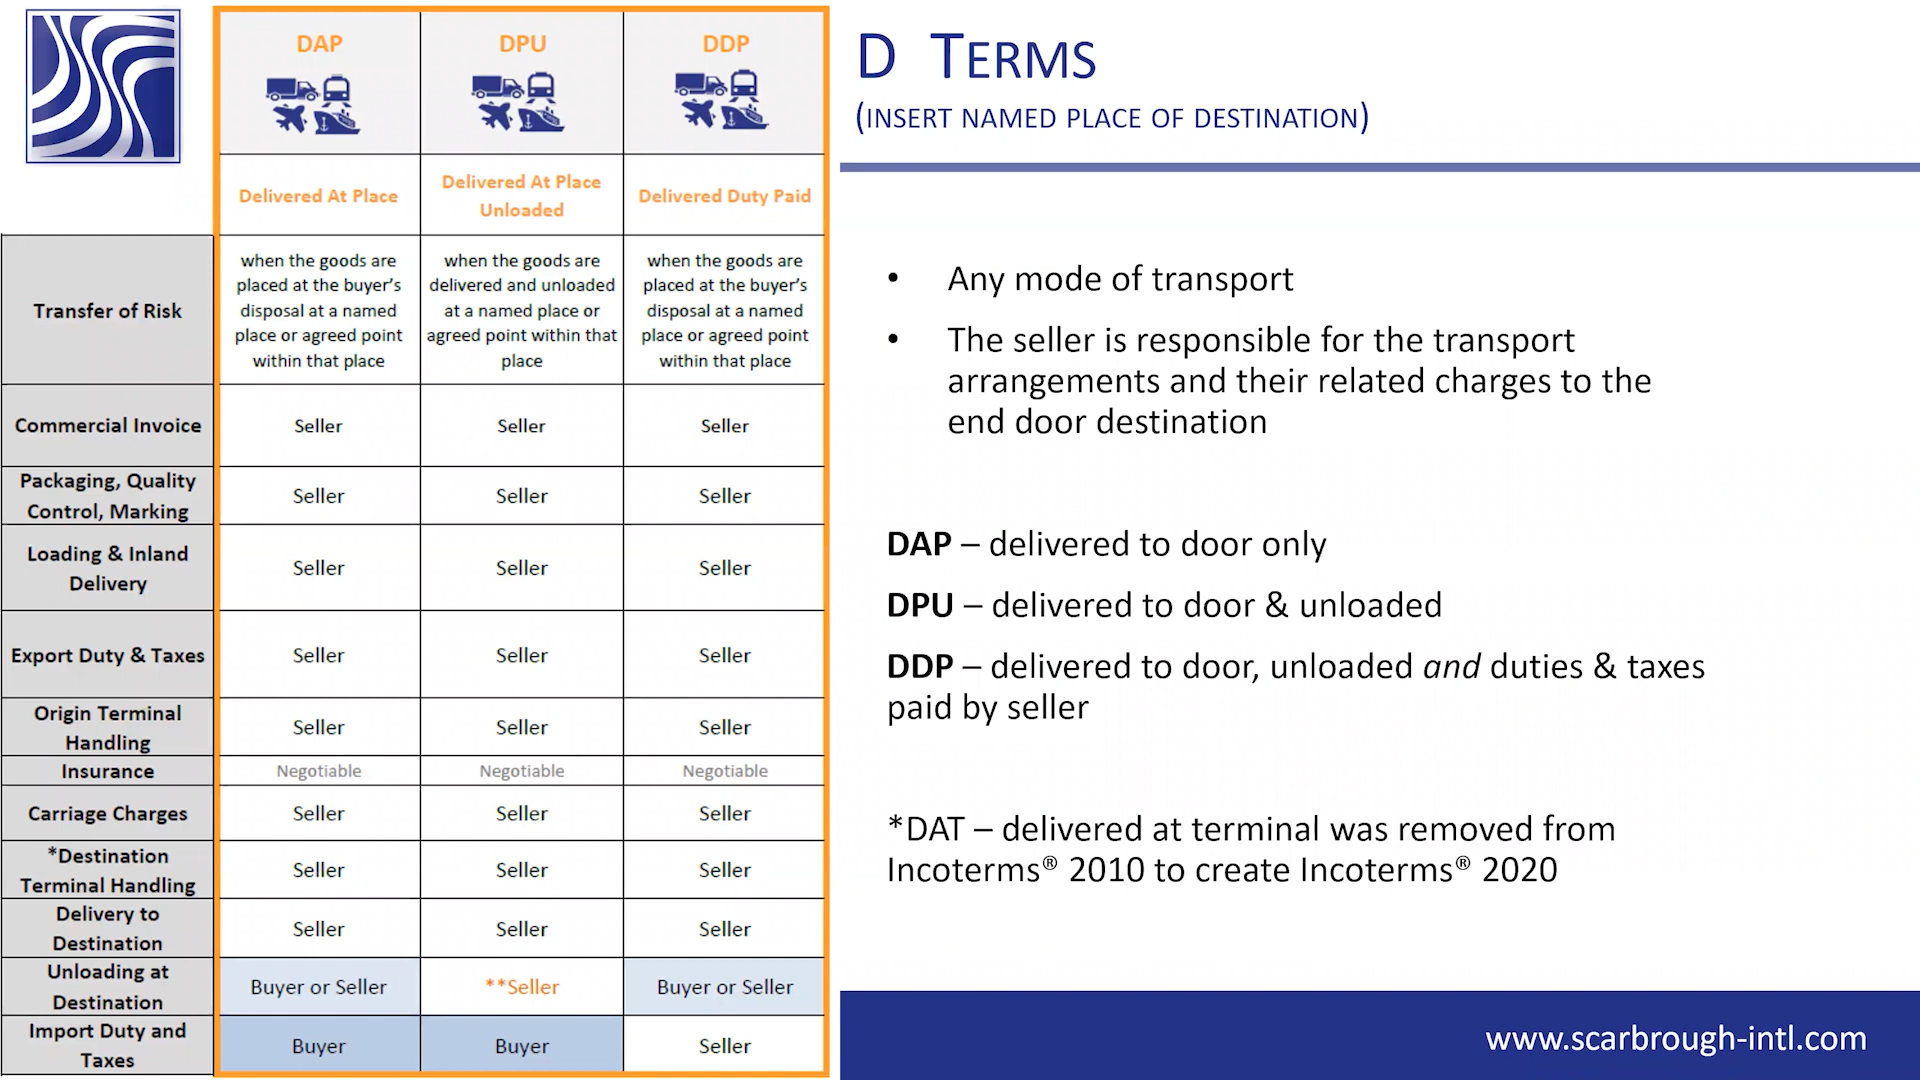 DAP DPU DDP
Delivered At Place
Delivered At Place
Unloaded
Delivered Duty Paid
Transfer of Risk
when the goods are
placed at the buyer's
disposal at a named
place or agreed point
within that place
when the goods are
delivered and unloaded
at a named place or
agreed point within that
place
when the goods are
placed at the buyer's
disposal at a named
place or agreed point
within that place
Commercial Invoice Seller Seller Seller
Packaging, Quality
Control, Marking
Seller Seller Seller
Loading & Inland
Delivery
Seller Seller Seller
Export Duty & Taxes Seller Seller Seller
Origin Terminal
Handling
Seller Seller Seller
Insurance Negotiable Negotiable Negotiable
Carriage Charges Seller Seller Seller
*Destination
Terminal Handling
Seller Seller Seller
Delivery to
Destination
Seller Seller Seller
Unloading at
Destination
Buyer or Seller **Seller Buyer or Seller
Import Duty and
Taxes
Buyer Buyer Seller
D TERMS
(INSERT NAMED PLACE OF DESTINATION)
• Any mode of transport
• The seller is responsible for the transport
arrangements and their related charges to the
end door destination
DAP – delivered to door only
DPU – delivered to door & unloaded
DDP – delivered to door, unloaded and duties & taxes
paid by seller
*DAT – delivered at terminal was removed from
Incoterms® 2010 to create Incoterms® 2020
www.scarbrough-intl.com